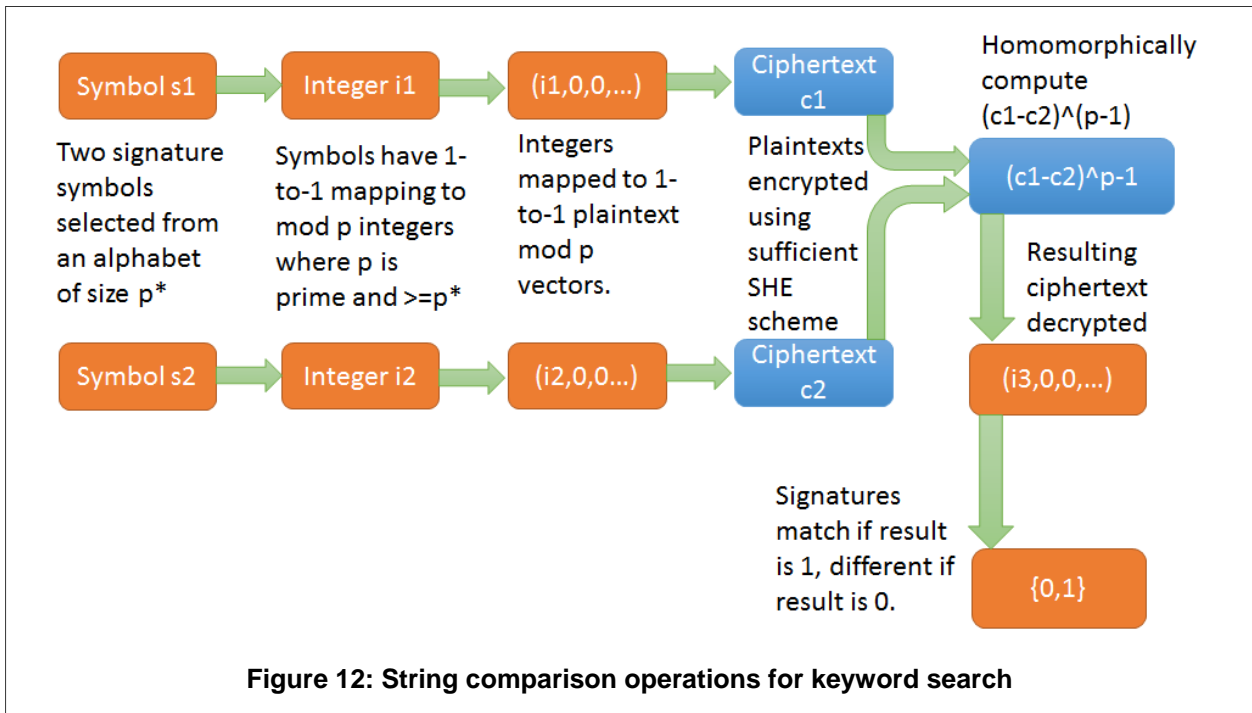 Symbol s1
Integer i1
(i1,0,0,...)
Ciphertext
c1
Homomorphically
compute
(c1-c2)^(p-1)
Two signature
symbols
selected from
an alphabet
of size p*
Symbols have 1-
to-1 mapping to
mod p integers
where p is
prime and >=p*
Integers
mapped to 1-
to-1 plaintext
mod p
vectors.
Plaintexts
encrypted
using
sufficient
SHE
scheme
(c1-c2)^p-1
Resulting
ciphertext
decrypted
Symbol s2
Integer i2
(i2,0,0...)
Ciphertext
c2
(i3,0,0,...)
Signatures
match if result
is 1, different if
result is 0.
{0,1}
Figure 12: String comparison operations for keyword search